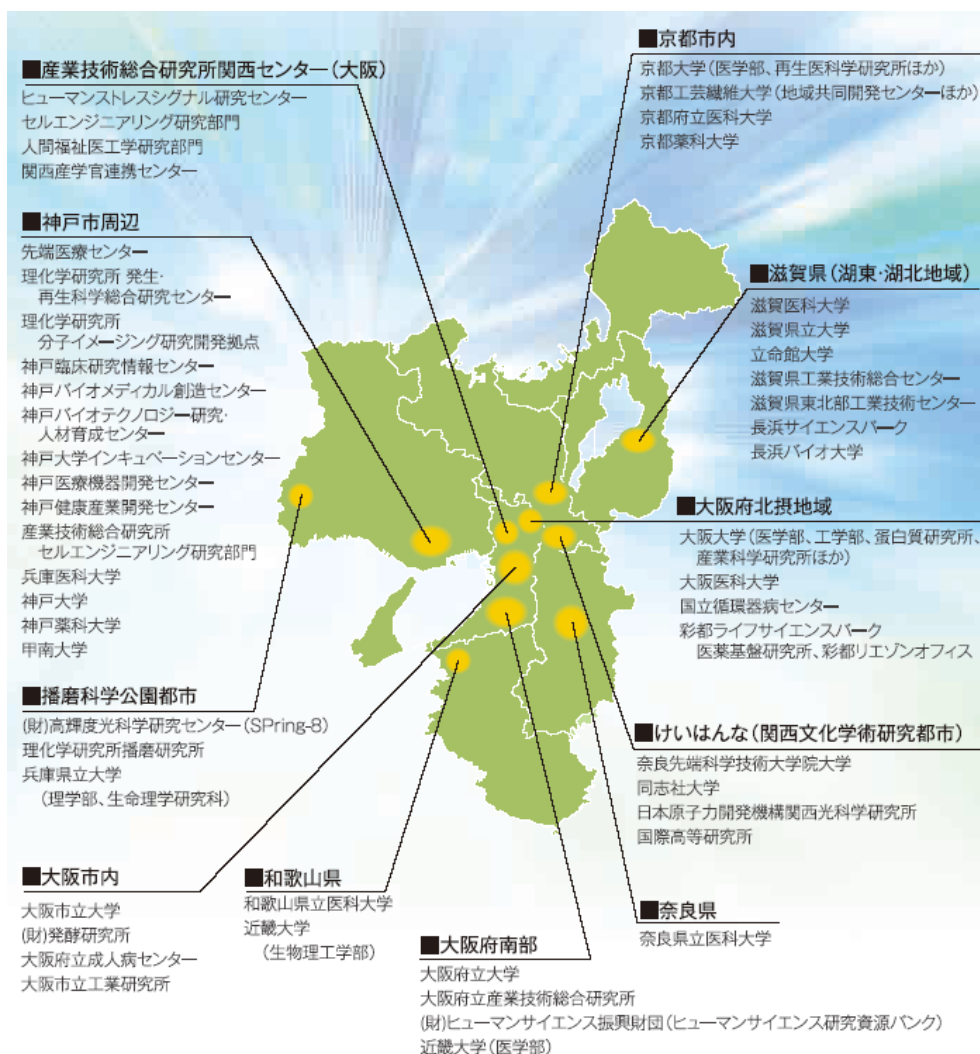 ■産業技術総合研究所関西センター(大阪)
ヒューマンストレスシグナル研究センター
セルエンジニアリング研究部門
人間福祉医工学研究部門
関西産学官連携センター
■京都市内
京都大学(医学部、再生医科学研究所ほか)
京都工芸繊維大学(地域共同開発センターほか)
京都府立医科大学
京都薬科大学
■神戸市周辺
先端医療センター
理化学研究所 発生・
再生科学総合研究センター
理化学研究所
分子イメージング研究開発拠点
神戸臨床研究情報センター
神戸バイオメディカル創造センター
神戸バイオテクノロジー研究・
人材育成センター
神戸大学インキュベーションセンター
神戸医療機器開発センター
神戸健康産業開発センター
産業技術総合研究所
セルエンジニアリング研究部門
兵庫医科大学
神戸大学
神戸薬科大学
甲南大学
■滋賀県(湖東・湖北地域)
滋賀医科大学
滋賀県立大学
立命館大学
滋賀県工業技術総合センター
滋賀県東北部工業技術センター
長浜サイエンスパーク
長浜バイオ大学
■大阪府北摂地域
大阪大学(医学部、工学部、蛋白質研究所、
産業科学研究所ほか)
大阪医科大学
国立循環器病センター
彩都ライフサイエンスパーク
医薬基盤研究所、彩都リエゾンオフィス
■播磨科学公園都市
(財)高輝度光科学研究センター(SPring-8)
理化学研究所播磨研究所
兵庫県立大学
(理学部、生命理学研究科)
■けいはんな(関西文化学術研究都市)
奈良先端科学技術大学院大学
同志社大学
日本原子力開発機構関西光科学研究所
国際高等研究所
■大阪市内
大阪市立大学
(財)発酵研究所
大阪府立成人病センター
大阪市立工業研究所
■和歌山県
和歌山県立医科大学
近畿大学
(生物理工学部)
■奈良県
奈良県立医科大学
■大阪府南部
大阪府立大学
大阪府立産業技術総合研究所
(財)ヒューマンサイエンス振興財団(ヒューマンサイエンス研究資源バンク)
近畿大学(医学部)